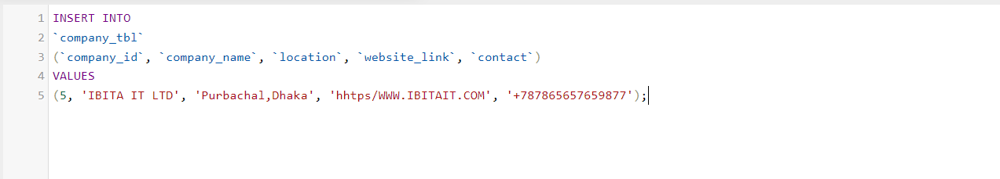 1 INSERT INTO
2 `company_tbl`
3 (`company_id`, `company_name`, `location`, `website_link`, `contact`)
4 VALUES
5 (5, 'IBITA IT LTD', 'Purbachal,Dhaka', 'hhtps/WWW.IBITAIT.COM', '+787865657659877');